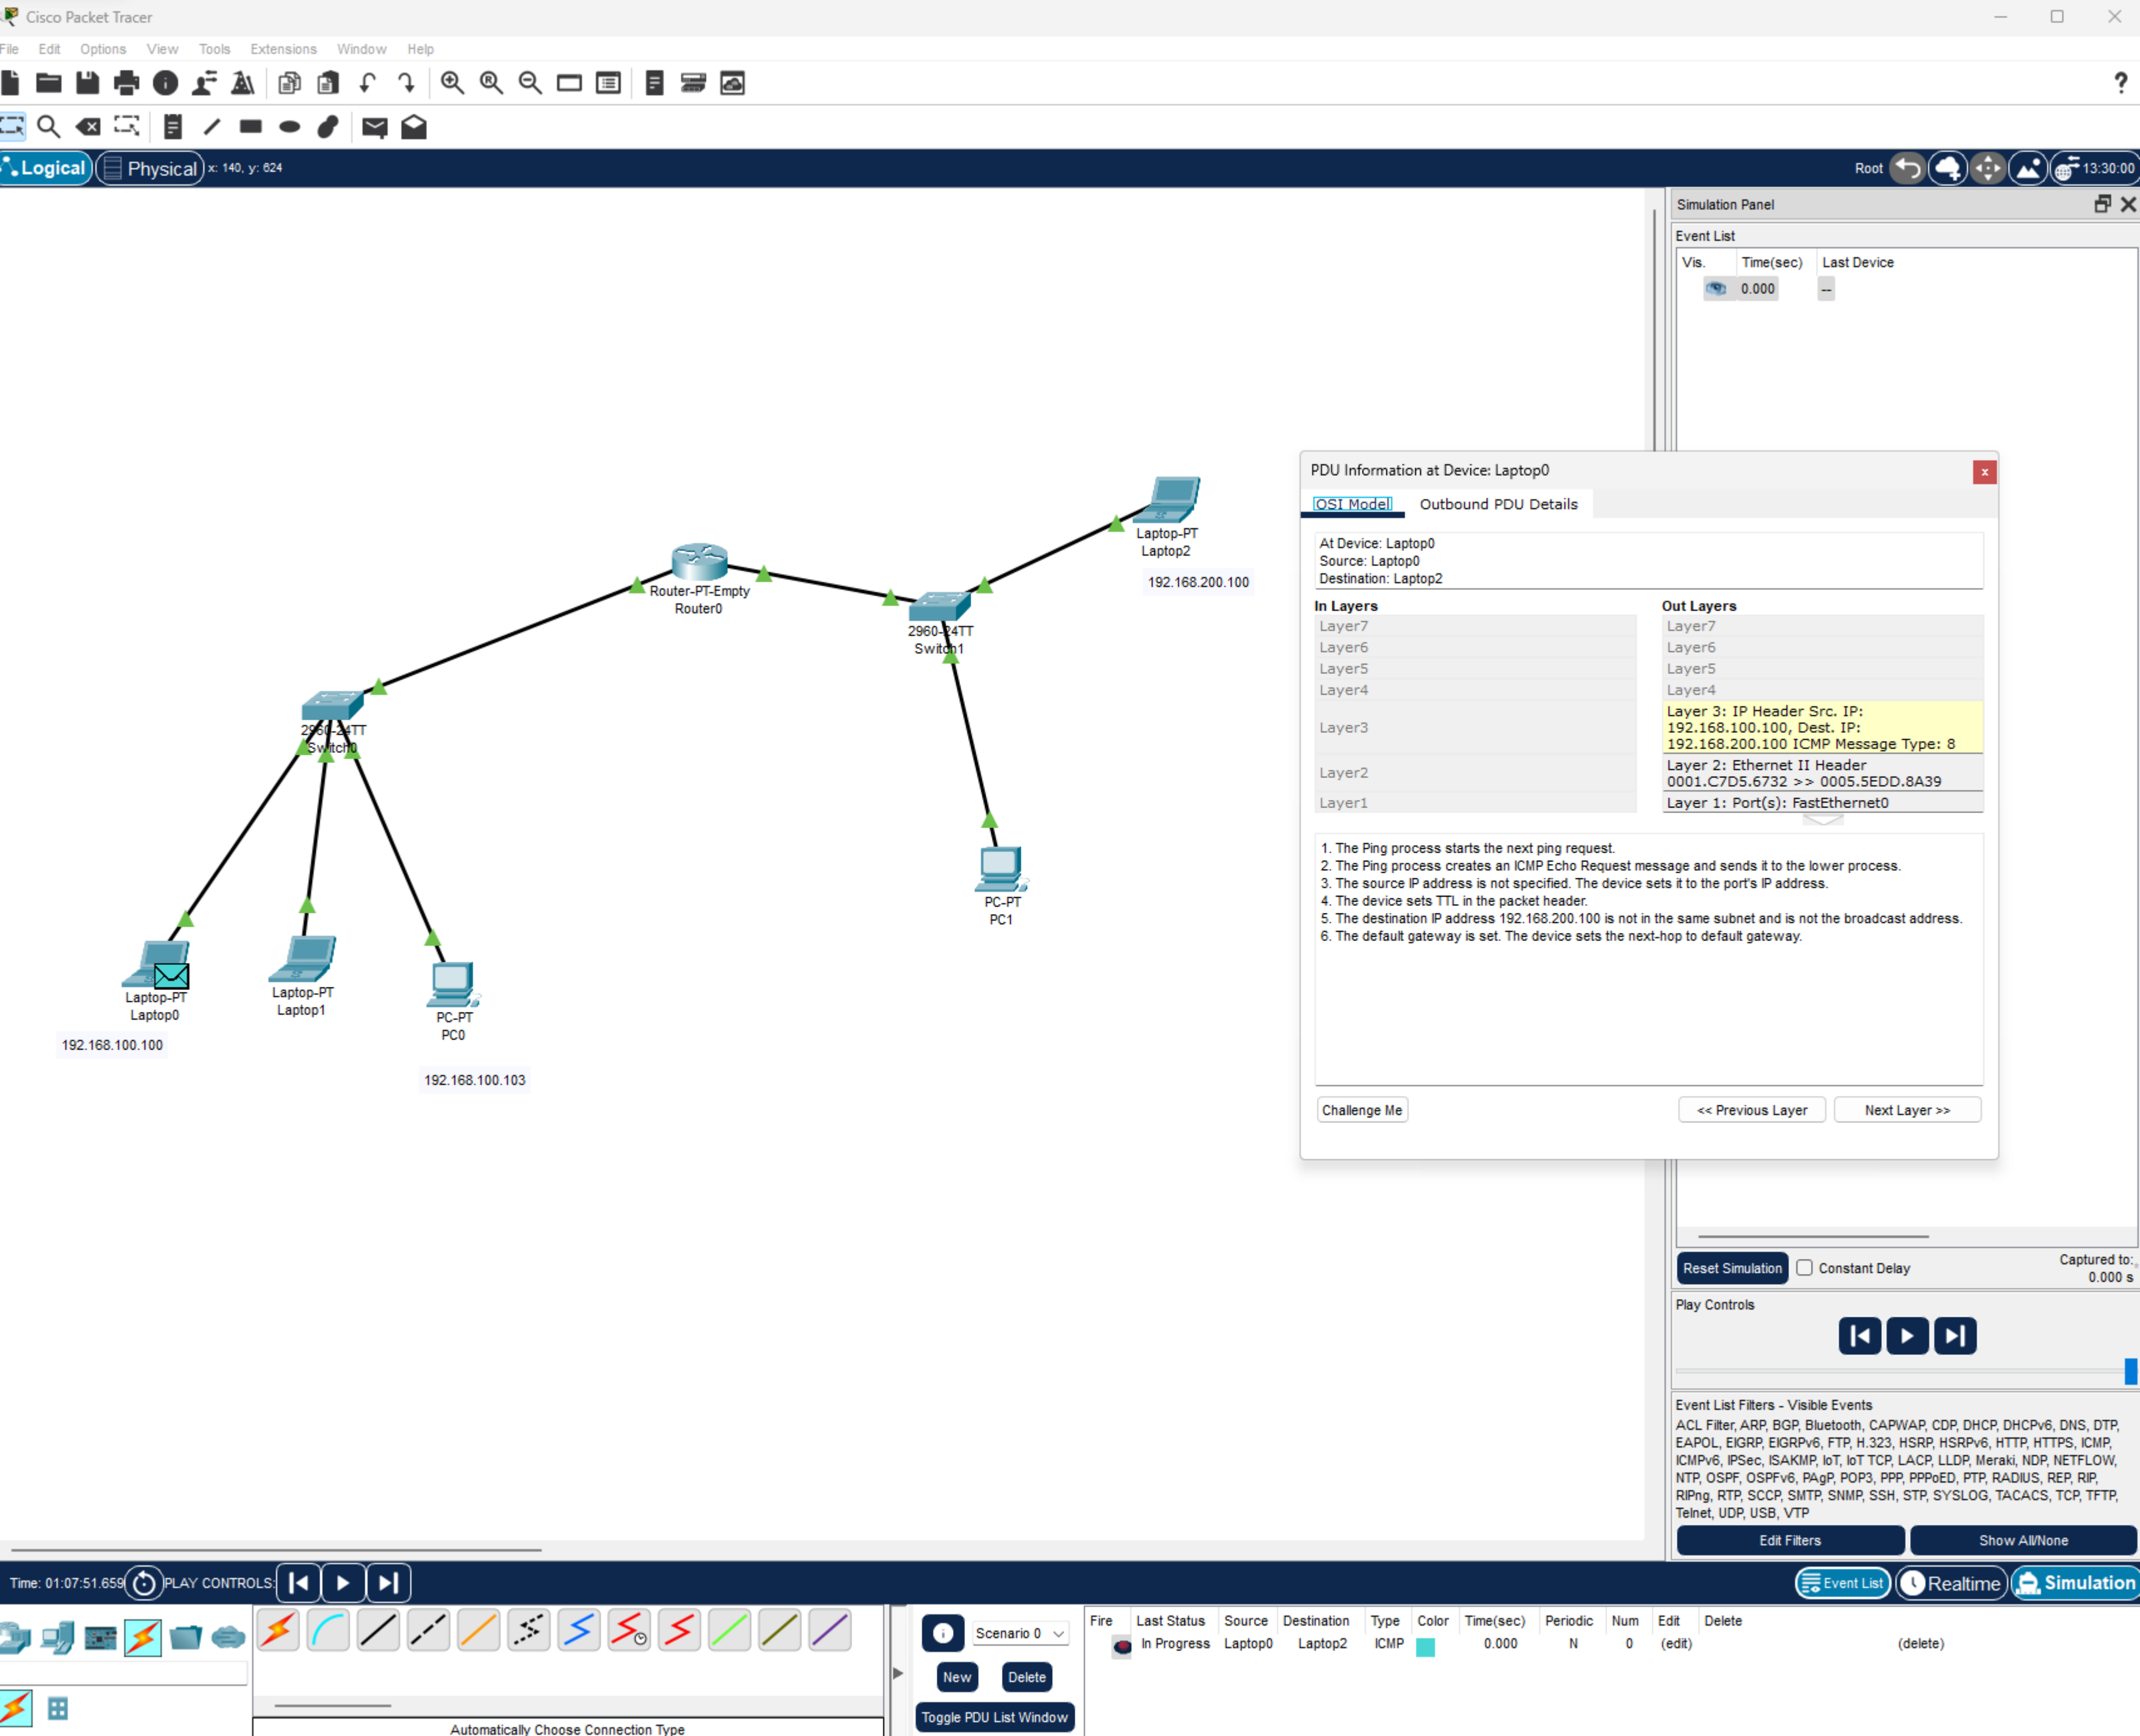 Cisco Packet Tracer
File Edit Options View Tools Extensions Window Help
?
Logical Physical x: 140, y: 624 Root 13:30:00
Simulation Panel
Event List
Vis. Time(sec) Last Device
0.000 --
PDU Information at Device: Laptop0
OSI Model Outbound PDU Details
At Device: Laptop0
Source: Laptop0
Destination: Laptop2
In Layers Out Layers
Layer7 Layer7
Layer6 Layer6
Layer5 Layer5
Layer4 Layer4
Layer3
Layer 3: IP Header Src. IP:
192.168.100.100, Dest. IP:
192.168.200.100 ICMP Message Type: 8
Layer2
Layer 2: Ethernet II Header
0001.C7D5.6732 >> 0005.5EDD.8A39
Layer1 Layer 1: Port(s): FastEthernet0
1. The Ping process starts the next ping request.
2. The Ping process creates an ICMP Echo Request message and sends it to the lower process.
3. The source IP address is not specified. The device sets it to the port's IP address.
4. The device sets TTL in the packet header.
5. The destination IP address 192.168.200.100 is not in the same subnet and is not the broadcast address.
6. The default gateway is set. The device sets the next-hop to default gateway.
Challenge Me << Previous Layer Next Layer >>
Laptop-PT
Laptop2
192.168.200.100
Router-PT-Empty
Router0
2960-24TT
Switch1
2960-24TT
Switch0
PC-PT
PC1
Laptop-PT
Laptop0
192.168.100.100
Laptop-PT
Laptop1
PC-PT
PC0
192.168.100.103
Reset Simulation Constant Delay Captured to:
0.000 s
Play Controls
Event List Filters - Visible Events
ACL Filter, ARP, BGP, Bluetooth, CAPWAP, CDP, DHCP, DHCPv6, DNS, DTP,
EAPOL, EIGRP, EIGRPv6, FTP, H.323, HSRP, HSRPv6, HTTP, HTTPS, ICMP,
ICMPv6, IPSec, ISAKMP, IoT, IoT TCP, LACP, LLDP, Meraki, NDP, NETFLOW,
NTP, OSPF, OSPFv6, PAgP, POP3, PPP, PPPoED, PTP, RADIUS, REP, RIP,
RIPng, RTP, SCCP, SMTP, SNMP, SSH, STP, SYSLOG, TACACS, TCP, TFTP,
Telnet, UDP, USB, VTP
Edit Filters Show All/None
Time: 01:07:51.659 PLAY CONTROLS: Event List Realtime Simulation
Scenario 0
New Delete
Toggle PDU List Window
Fire Last Status Source Destination Type Color Time(sec) Periodic Num Edit Delete
In Progress Laptop0 Laptop2 ICMP 0.000 N 0 (edit) (delete)
Automatically Choose Connection Type